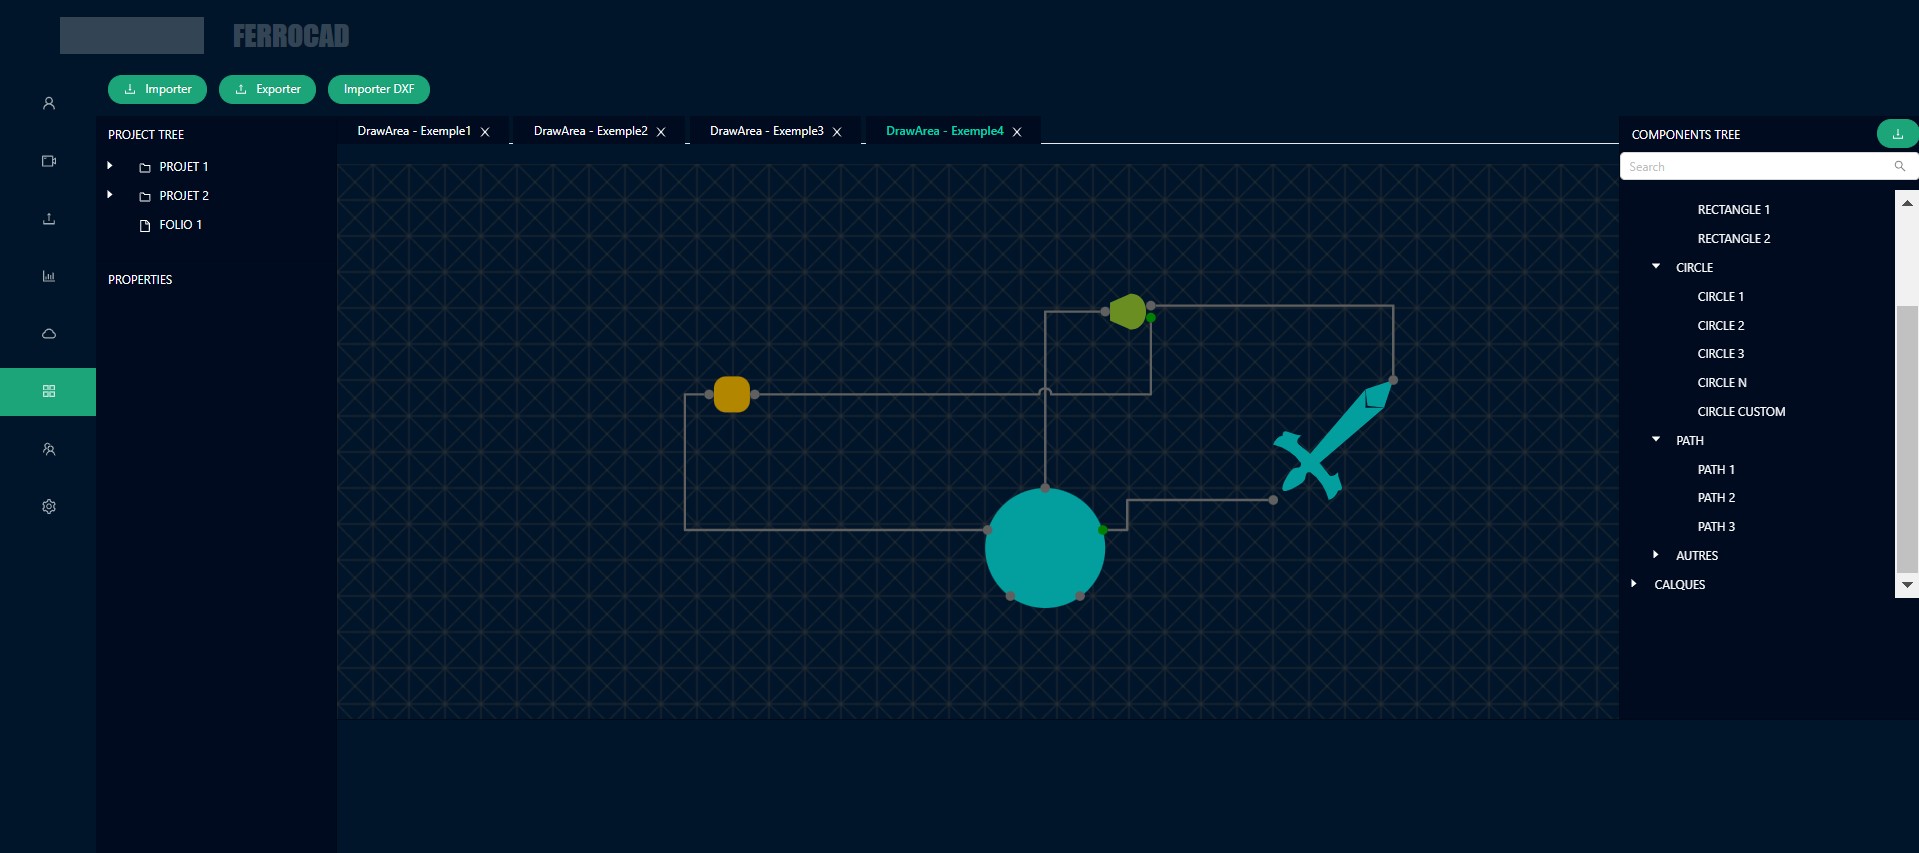 FERROCAD
Importer
Exporter
Importer DXF
PROJECT TREE
PROJET 1
PROJET 2
FOLIO 1
PROPERTIES
DrawArea - Exemple1
DrawArea - Exemple2
DrawArea - Exemple3
DrawArea - Exemple4
COMPONENTS TREE
Search
RECTANGLE 1
RECTANGLE 2
CIRCLE
CIRCLE 1
CIRCLE 2
CIRCLE 3
CIRCLE N
CIRCLE CUSTOM
PATH
PATH 1
PATH 2
PATH 3
AUTRES
CALQUES